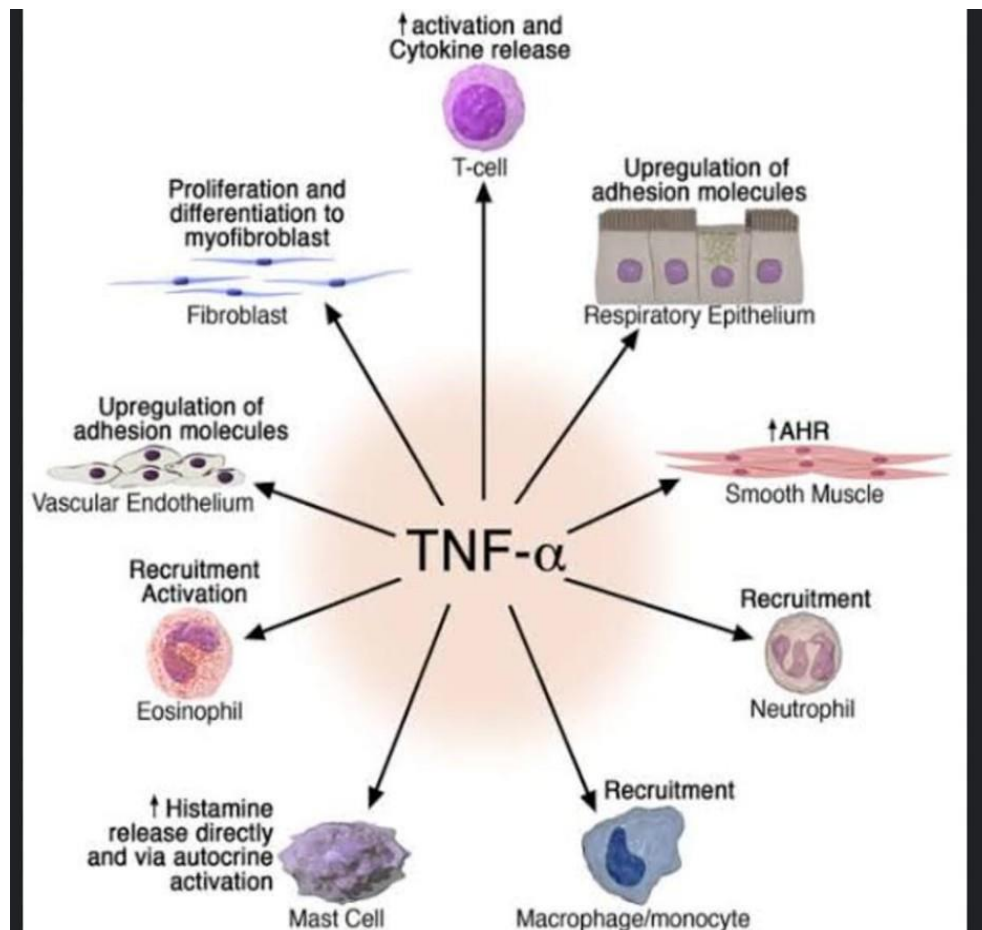 ↑activation and
Cytokine release
T-cell
Proliferation and
differentiation to
myofibroblast
Fibroblast
Upregulation of
adhesion molecules
Respiratory Epithelium
Upregulation of
adhesion molecules
Vascular Endothelium
↑AHR
Smooth Muscle
TNF-α
Recruitment
Activation
Eosinophil
Recruitment
Neutrophil
↑ Histamine
release directly
and via autocrine
activation
Mast Cell
Recruitment
Macrophage/monocyte